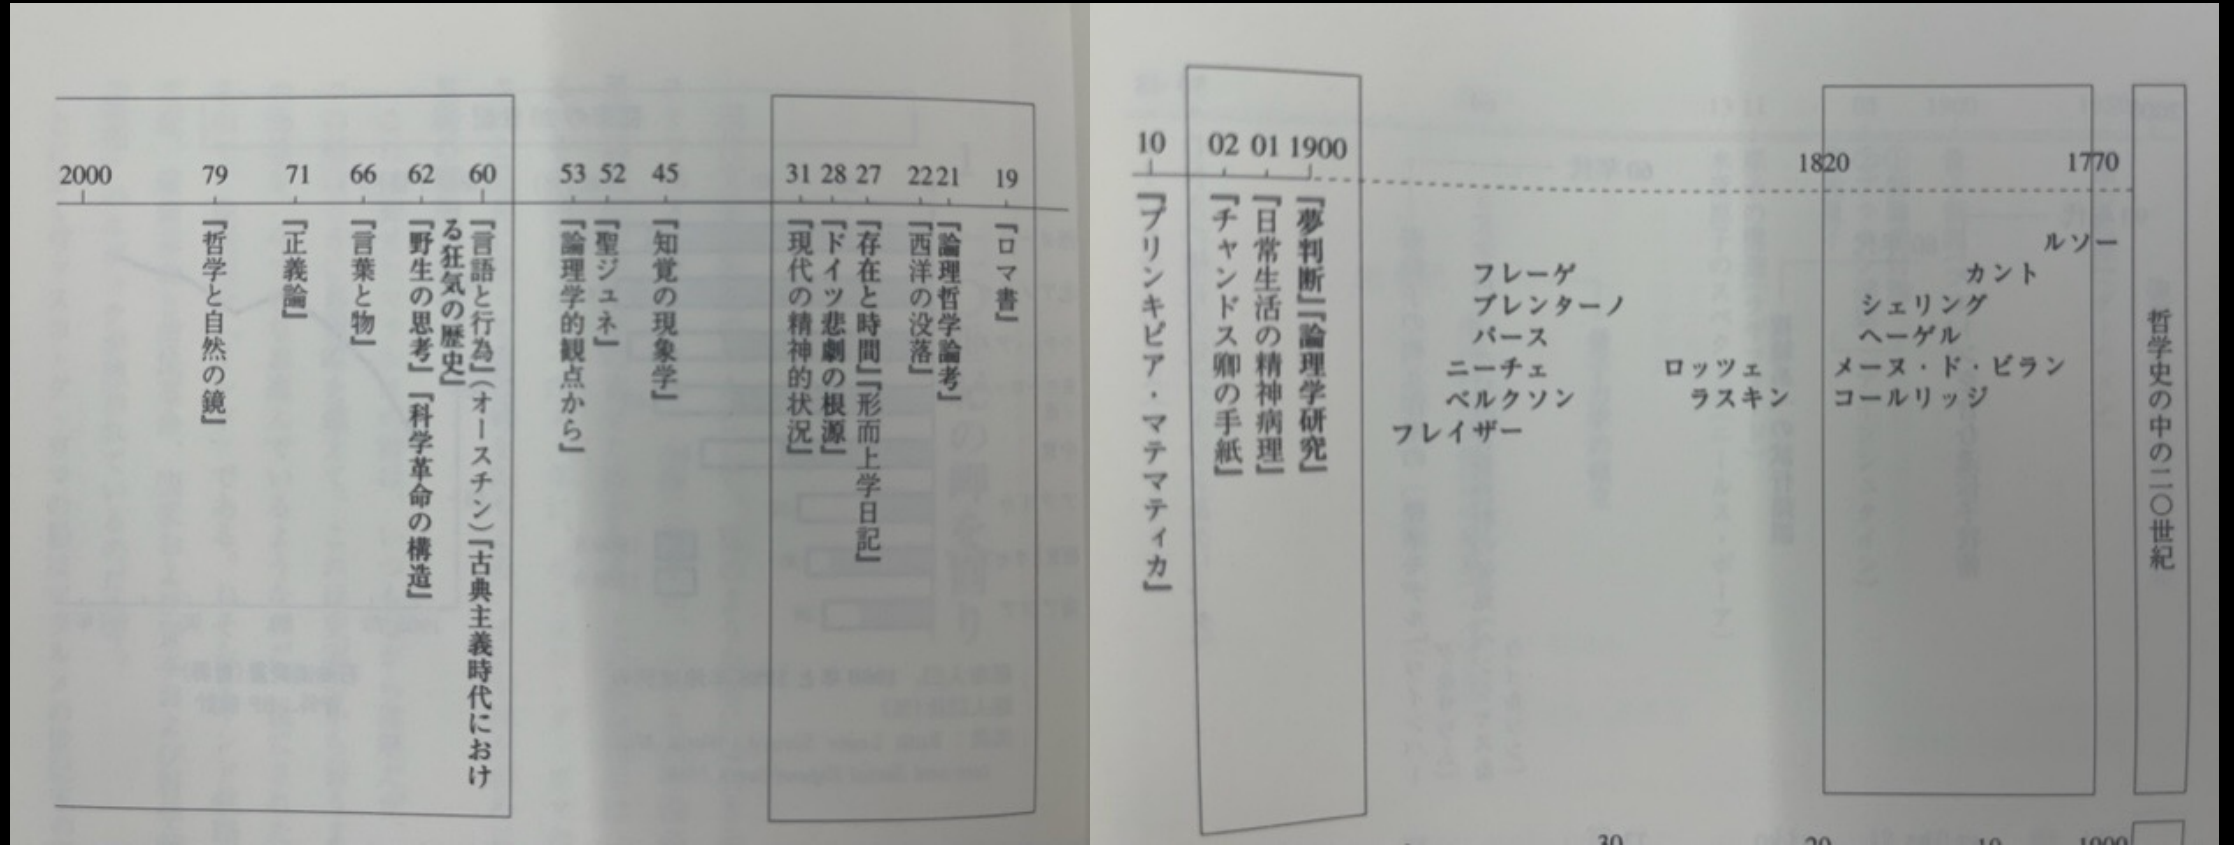 哲学史の中の二〇世紀
1770
1820
ルソー
カント
シェリング
ヘーゲル
メーヌ・ド・ビラン
コールリッジ
ロッツェ
ラスキン
フレーゲ
ブレンターノ
パース
ニーチェ
ベルクソン
フレイザー
1900
『夢判断』『論理学研究』
01
『日常生活の精神病理』
02
『チャンドス卿の手紙』
10
『プリンキピア・マテマティカ』
19
『ロマ書』
21
『論理哲学論考』
22
『西洋の没落』
27
『存在と時間』『形而上学日記』
28
『ドイツ悲劇の根源』
31
『現代の精神的状況』
45
『知覚の現象学』
52
『聖ジュネ』
53
『論理学的観点から』
60
『言語と行為』(オースチン)『古典主義時代におけ
る狂気の歴史』
62
『野生の思考』『科学革命の構造』
66
『言葉と物』
71
『正義論』
79
『哲学と自然の鏡』
2000